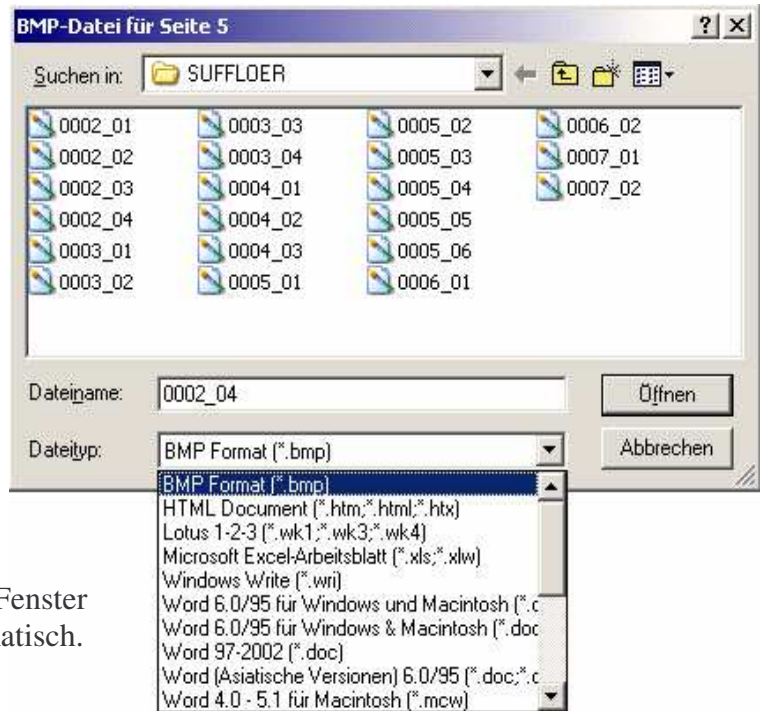 BMP-Datei für Seite 5
Suchen in: SUFFLOER
0002_01 0003_03 0005_02 0006_02
0002_02 0003_04 0005_03 0007_01
0002_03 0004_01 0005_04 0007_02
0002_04 0004_02 0005_05
0003_01 0004_03 0005_06
0003_02 0005_01 0006_01
Dateiname: 0002_04 Öffnen
Dateityp: BMP Format (*.bmp) Abbrechen
BMP Format (*.bmp)
HTML Document (*.htm;*.html;*.htx)
Lotus 1-2-3 (*.wk1;*.wk3;*.wk4)
Microsoft Excel-Arbeitsblatt (*.xls;*.xlw)
Windows Write (*.wri)
Word 6.0/95 für Windows und Macintosh (*.
Word 6.0/95 für Windows & Macintosh (*.doc
Word 97-2002 (*.doc)
Word (Asiatische Versionen) 6.0/95 (*.doc;*.
Word 4.0 - 5.1 für Macintosh (*.mcw)
Fenster
atisch.